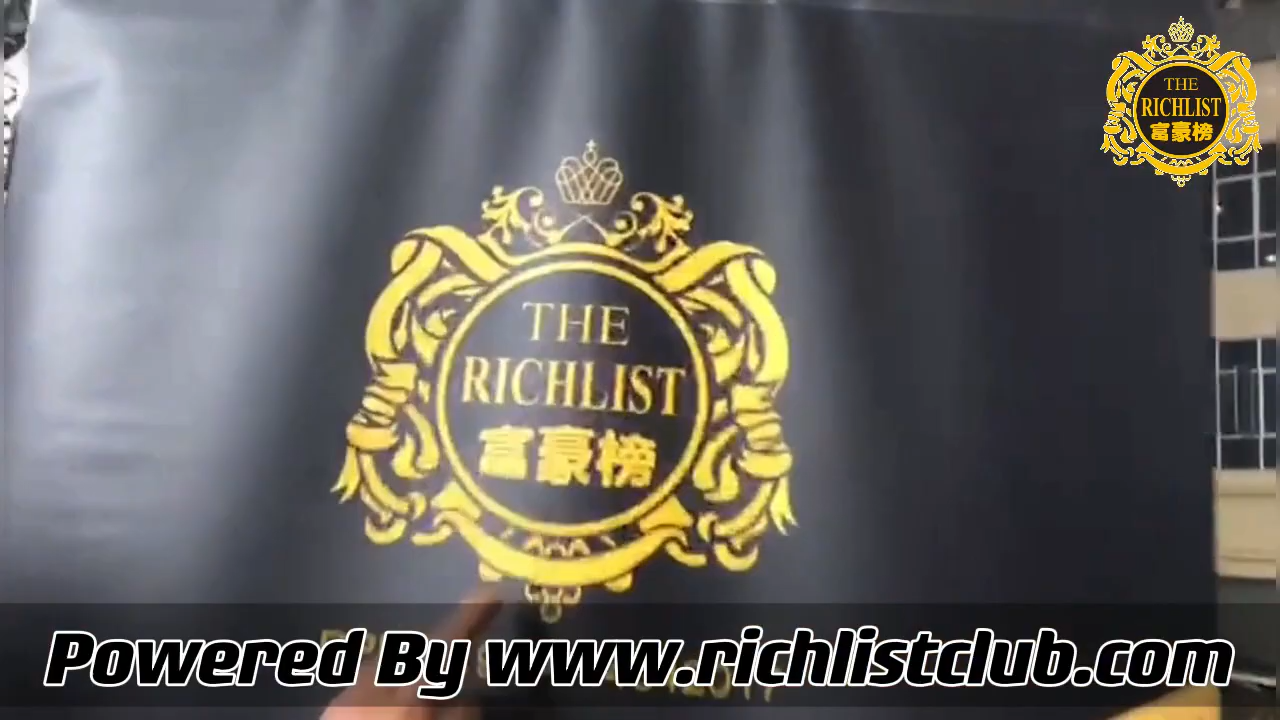 THE
RICHLIST
富豪榜
THE
RICHLIST
富豪榜
Powered By www.richlistclub.com